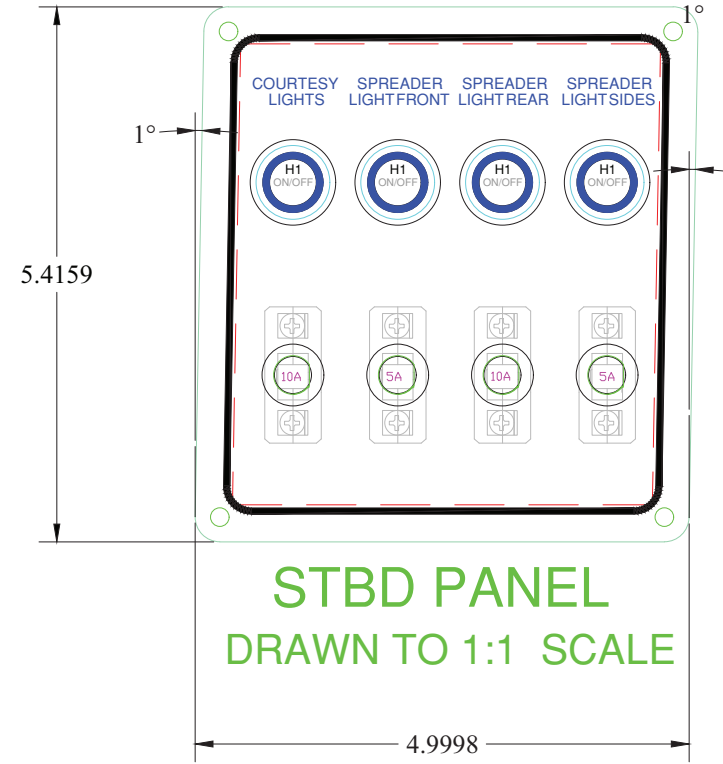 1°
COURTESY LIGHTS
SPREADER LIGHT FRONT
SPREADER LIGHT REAR
SPREADER LIGHT SIDES
1°
H1
ON/OFF
H1
ON/OFF
H1
ON/OFF
H1
ON/OFF
5.4159
10A
5A
10A
5A
STBD PANEL
DRAWN TO 1:1 SCALE
4.9998